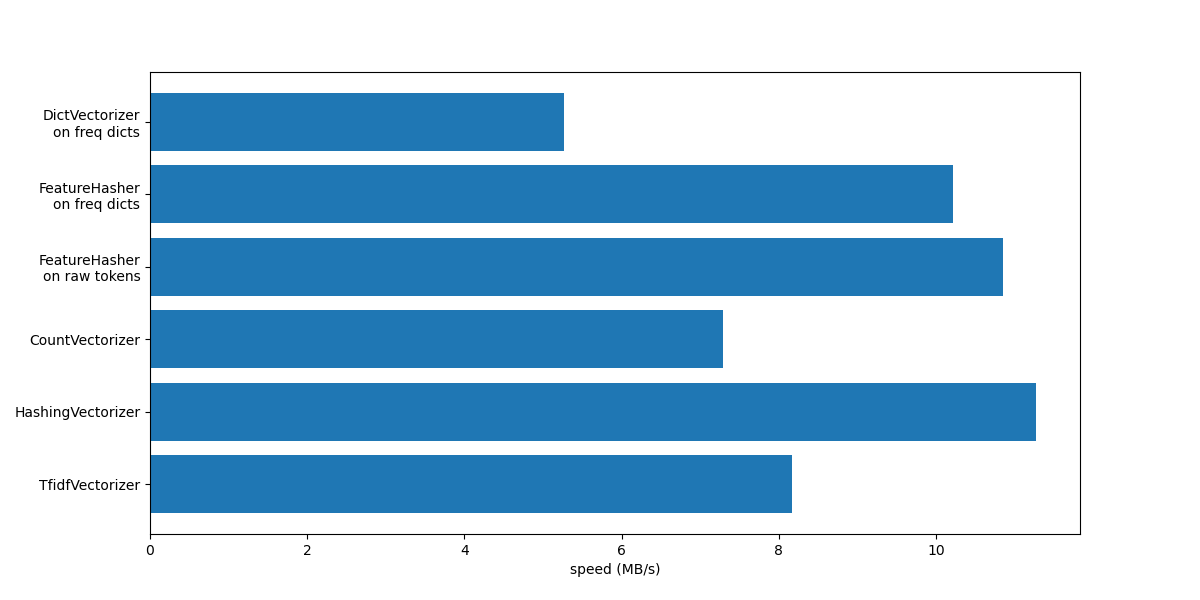 DictVectorizer
on freq dicts
FeatureHasher
on freq dicts
FeatureHasher
on raw tokens
CountVectorizer
HashingVectorizer
TfidfVectorizer
0 2 4 6 8 10
speed (MB/s)